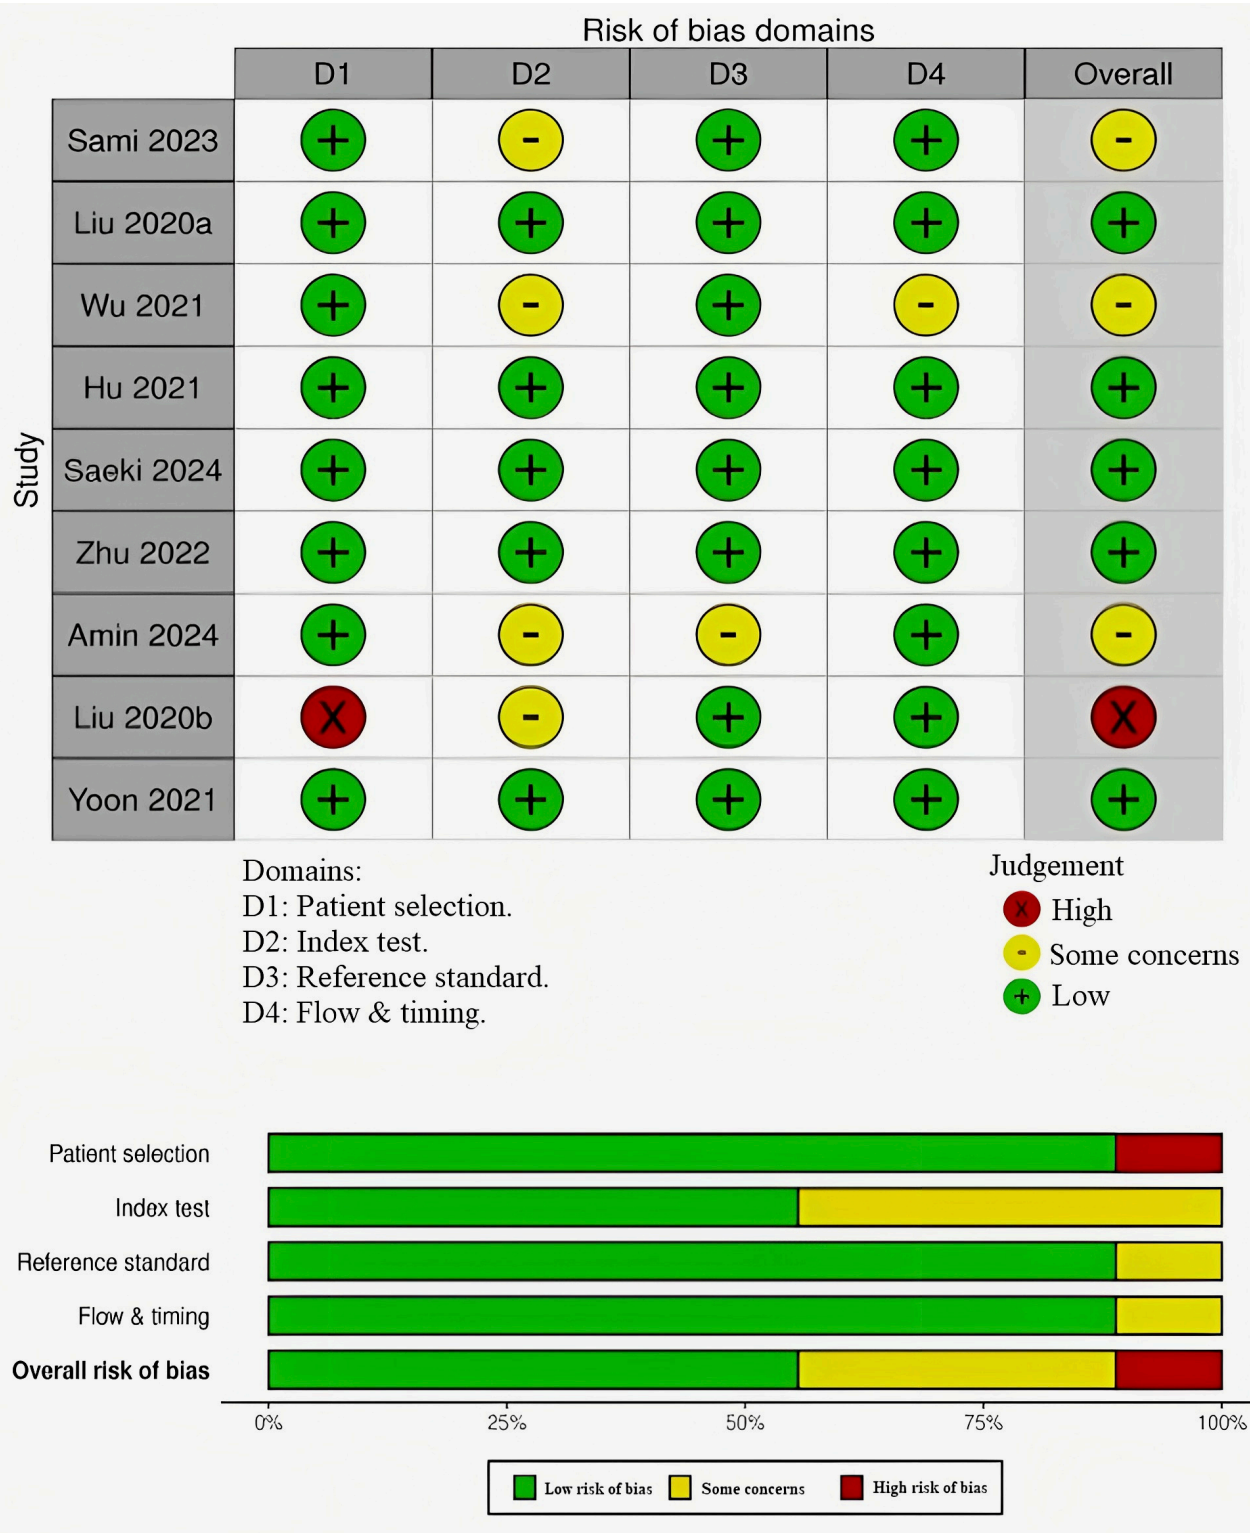 Risk of bias domains
D1 D2 D3 D4 Overall
Study
Sami 2023 + - + + -
Liu 2020a + + + + +
Wu 2021 + - + - -
Hu 2021 + + + + +
Saeki 2024 + + + + +
Zhu 2022 + + + + +
Amin 2024 + - - + -
Liu 2020b X - + + X
Yoon 2021 + + + + +
Domains:
D1: Patient selection.
D2: Index test.
D3: Reference standard.
D4: Flow & timing.
Judgement
X High
- Some concerns
+ Low
Patient selection
Index test
Reference standard
Flow & timing
Overall risk of bias
0% 25% 50% 75% 100%
Low risk of bias Some concerns High risk of bias